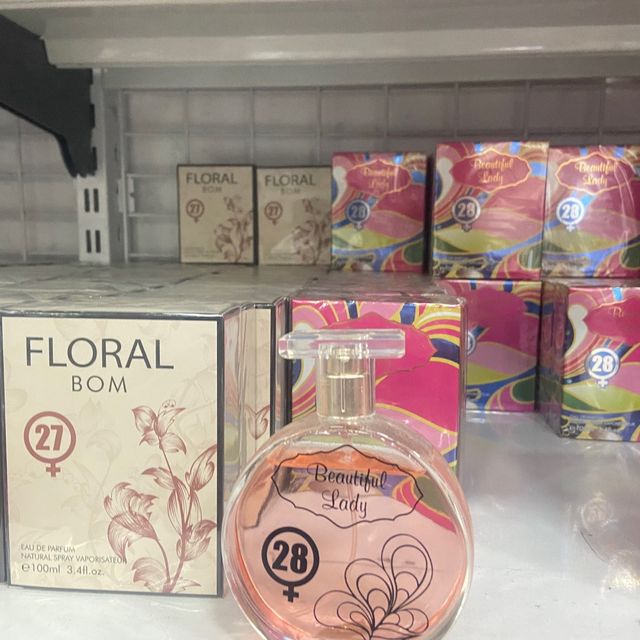 FLORAL
BOM
27
FLORAL
BOM
27
Beautiful
Lady
28
Beautiful
Lady
28
Beautiful
Lady
28
FLORAL
BOM
27
EAU DE PARFUM
NATURAL SPRAY VAPORISATEUR
e100ml 3.4fl.oz.
Beautiful
Lady
28
28